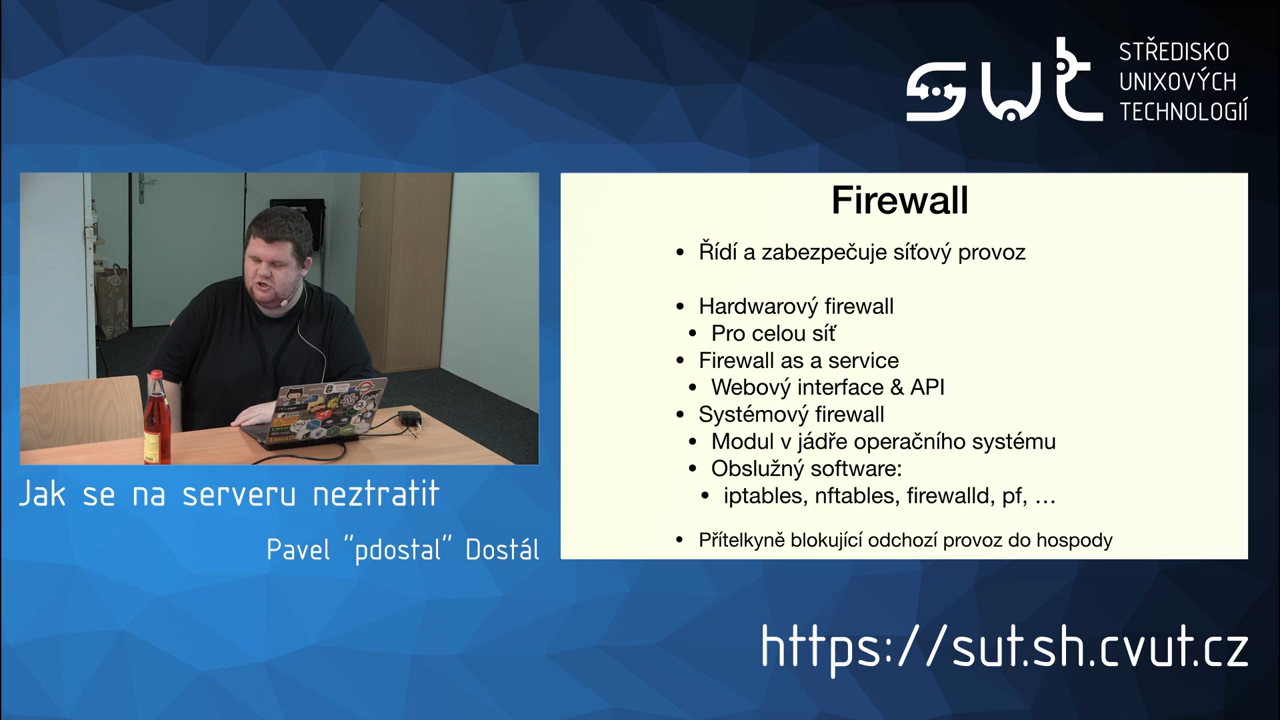 sut
STŘEDISKO
UNIXOVÝCH
TECHNOLOGIÍ
Firewall
• Řídí a zabezpečuje síťový provoz
• Hardwarový firewall
• Pro celou síť
• Firewall as a service
• Webový interface & API
• Systémový firewall
• Modul v jádře operačního systému
• Obslužný software:
• iptables, nftables, firewalld, pf, …
• Přítelkyně blokující odchozí provoz do hospody
Jak se na serveru neztratit
Pavel "pdostal" Dostál
https://sut.sh.cvut.cz